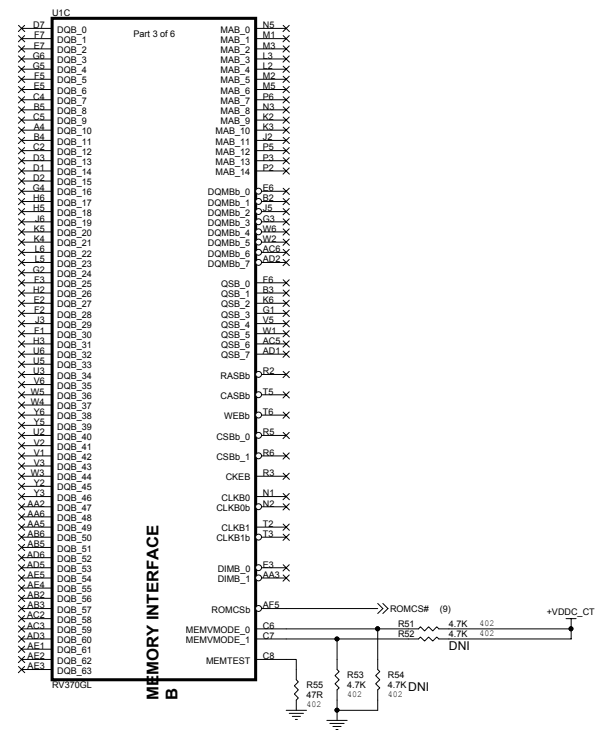 U1C
Part 3 of 6
D7 DQB_0 MAB_0 N5
F7 DQB_1 MAB_1 M1
E7 DQB_2 MAB_2 M3
G6 DQB_3 MAB_3 L3
G5 DQB_4 MAB_4 L2
F5 DQB_5 MAB_5 M2
E5 DQB_6 MAB_6 M5
C4 DQB_7 MAB_7 P6
B5 DQB_8 MAB_8 N3
C5 DQB_9 MAB_9 K2
A4 DQB_10 MAB_10 K3
B4 DQB_11 MAB_11 J2
C2 DQB_12 MAB_12 P5
D3 DQB_13 MAB_13 P3
D1 DQB_14 MAB_14 P2
D2 DQB_15
G4 DQB_16 DQMBb_0 E6
H6 DQB_17 DQMBb_1 B2
H5 DQB_18 DQMBb_2 J5
J6 DQB_19 DQMBb_3 G3
K5 DQB_20 DQMBb_4 W6
K4 DQB_21 DQMBb_5 W2
L6 DQB_22 DQMBb_6 AC6
L5 DQB_23 DQMBb_7 AD2
G2 DQB_24
F3 DQB_25 QSB_0 F6
H2 DQB_26 QSB_1 B3
E2 DQB_27 QSB_2 K6
F2 DQB_28 QSB_3 G1
J3 DQB_29 QSB_4 V5
F1 DQB_30 QSB_5 W1
H3 DQB_31 QSB_6 AC5
U6 DQB_32 QSB_7 AD1
U5 DQB_33
U3 DQB_34 RASBb R2
V6 DQB_35
W5 DQB_36 CASBb T5
W4 DQB_37
Y6 DQB_38 WEBb T6
Y5 DQB_39
U2 DQB_40 CSBb_0 R5
V2 DQB_41
V1 DQB_42 CSBb_1 R6
V3 DQB_43
W3 DQB_44 CKEB R3
Y2 DQB_45
Y3 DQB_46 CLKB0 N1
AA2 DQB_47 CLKB0b N2
AA6 DQB_48
AA5 DQB_49 CLKB1 T2
AB6 DQB_50 CLKB1b T3
AB5 DQB_51
AD6 DQB_52
AD5 DQB_53 DIMB_0 E3
AE5 DQB_54 DIMB_1 AA3
AE4 DQB_55
AB2 DQB_56
AB3 DQB_57 ROMCSb AF5 ROMCS# (9)
AC2 DQB_58
AC3 DQB_59 MEMVMODE_0 C6 R51 4.7K 402 +VDDC_CT
AD3 DQB_60 MEMVMODE_1 C7 R52 4.7K 402 DNI
AE1 DQB_61
AE2 DQB_62 MEMTEST C8
AE3 DQB_63
RV370GL
MEMORY INTERFACE
B
R55
47R
402
R53
4.7K
402
R54
4.7K DNI
402